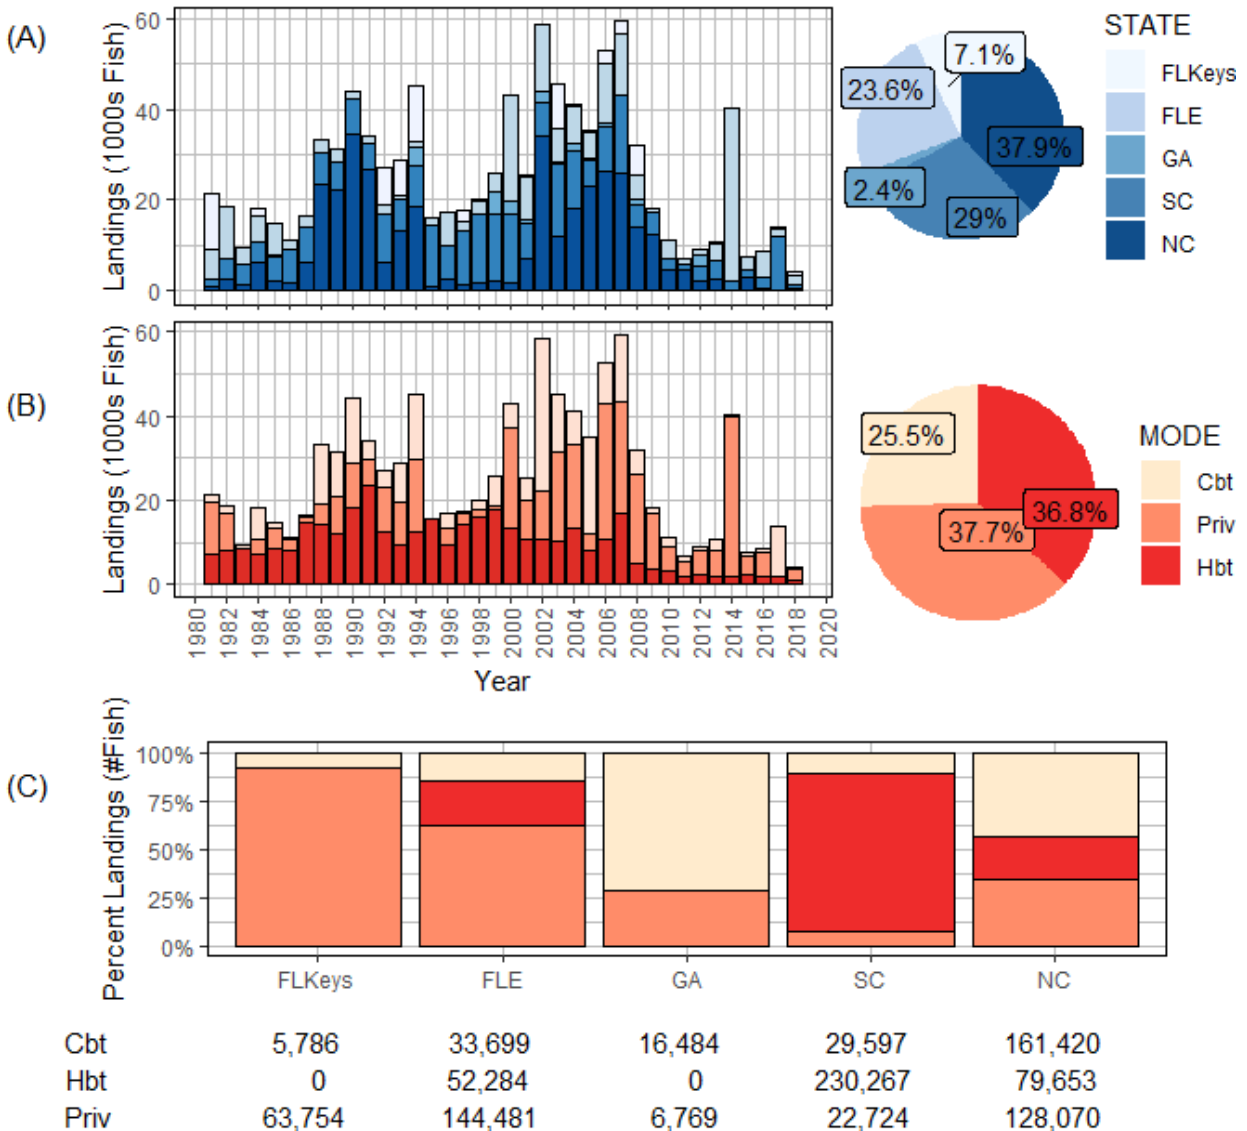 (A)
Landings (1000s Fish)
60
40
20
0
7.1%
23.6%
37.9%
2.4%
29%
STATE
FLKeys
FLE
GA
SC
NC
(B)
Landings (1000s Fish)
60
40
20
0
1980 1982 1984 1986 1988 1990 1992 1994 1996 1998 2000 2002 2004 2006 2008 2010 2012 2014 2016 2018 2020
Year
25.5%
36.8%
37.7%
MODE
Cbt
Priv
Hbt
(C)
Percent Landings (#Fish)
100%
75%
50%
25%
0%
FLKeys FLE GA SC NC
Cbt 5,786 33,699 16,484 29,597 161,420
Hbt 0 52,284 0 230,267 79,653
Priv 63,754 144,481 6,769 22,724 128,070